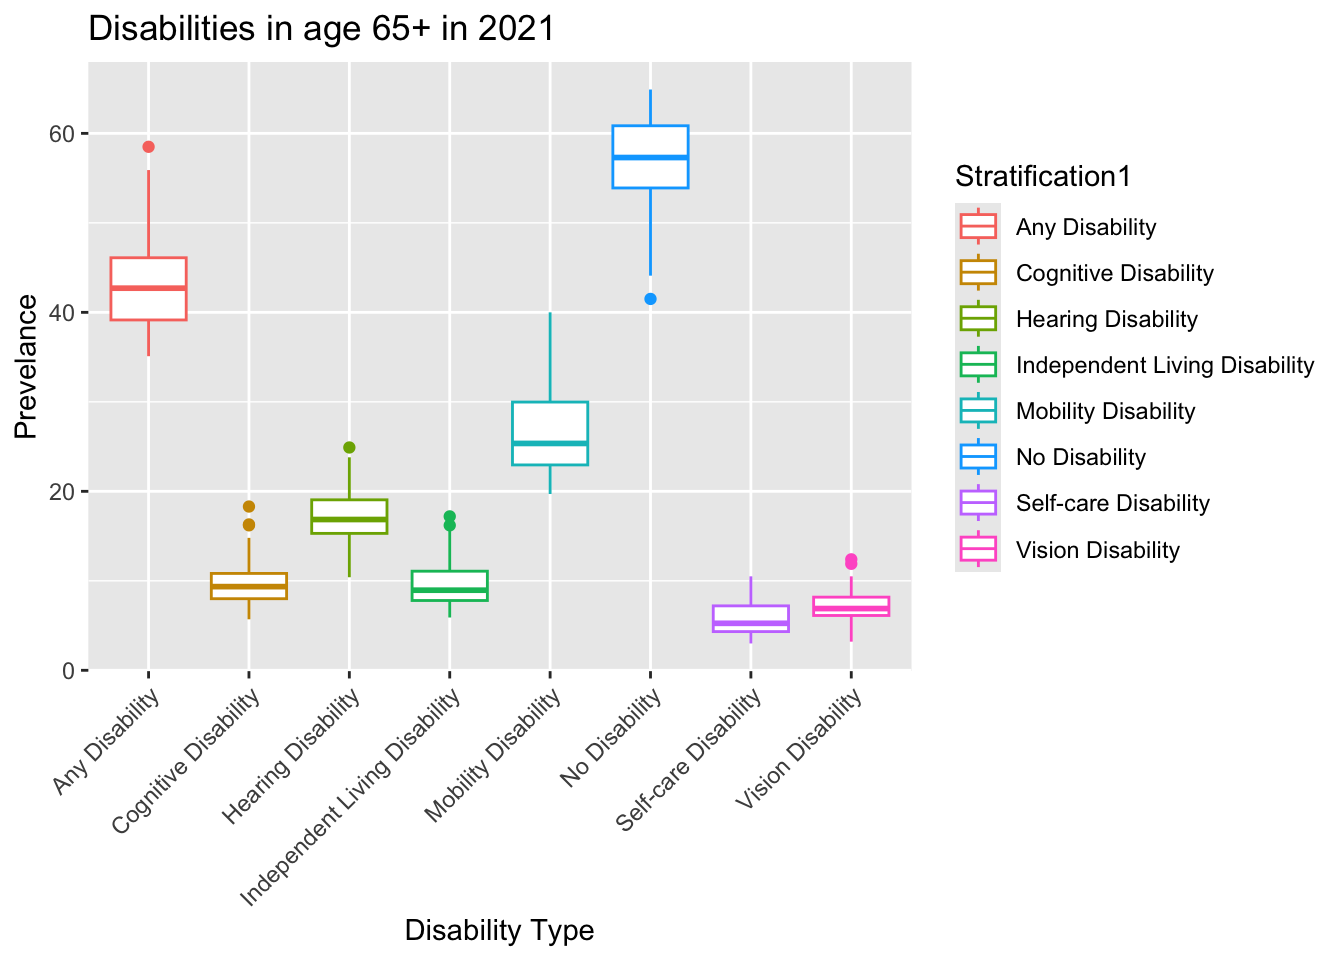 Disabilities in age 65+ in 2021
Prevelance
60
40
20
0
Any Disability
Cognitive Disability
Hearing Disability
Independent Living Disability
Mobility Disability
No Disability
Self-care Disability
Vision Disability
Disability Type
Stratification1
Any Disability
Cognitive Disability
Hearing Disability
Independent Living Disability
Mobility Disability
No Disability
Self-care Disability
Vision Disability